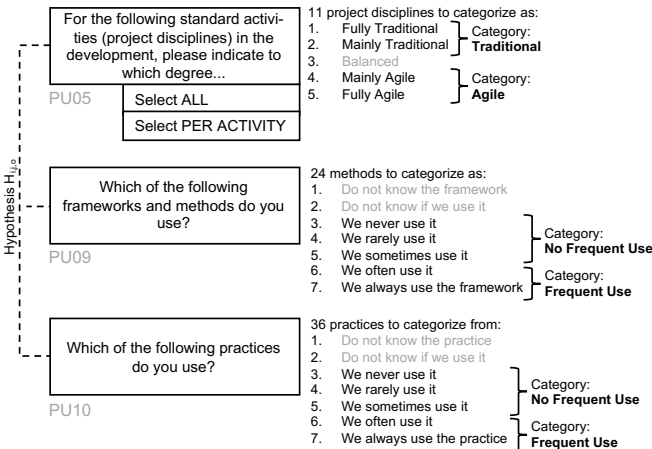 For the following standard activi-
ties (project disciplines) in the
development, please indicate to
which degree...
PU05
Select ALL
Select PER ACTIVITY
11 project disciplines to categorize as:
1. Fully Traditional
2. Mainly Traditional
3. Balanced
4. Mainly Agile
5. Fully Agile
Category:
Traditional
Category:
Agile
Hypothesis Hi,j,o
Which of the following
frameworks and methods do you
use?
PU09
24 methods to categorize as:
1. Do not know the framework
2. Do not know if we use it
3. We never use it
4. We rarely use it
5. We sometimes use it
6. We often use it
7. We always use the framework
Category:
No Frequent Use
Category:
Frequent Use
Which of the following practices
do you use?
PU10
36 practices to categorize from:
1. Do not know the practice
2. Do not know if we use it
3. We never use it
4. We rarely use it
5. We sometimes use it
6. We often use it
7. We always use the practice
Category:
No Frequent Use
Category:
Frequent Use